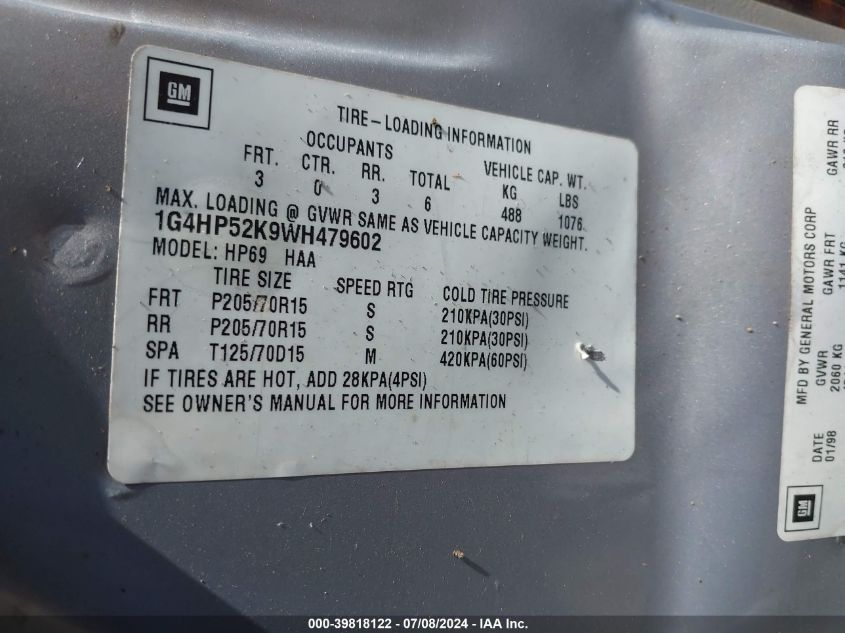 GM
TIRE-LOADING INFORMATION
OCCUPANTS VEHICLE CAP. WT.
FRT. CTR. RR. TOTAL KG LBS
3 0 3 6 488 1076
MAX. LOADING @ GVWR SAME AS VEHICLE CAPACITY WEIGHT.
1G4HP52K9WH479602
MODEL: HP69 HAA
TIRE SIZE SPEED RTG COLD TIRE PRESSURE
FRT P205/70R15 S 210KPA(30PSI)
RR P205/70R15 S 210KPA(30PSI)
SPA T125/70D15 M 420KPA(60PSI)
IF TIRES ARE HOT, ADD 28KPA(4PSI)
SEE OWNER'S MANUAL FOR MORE INFORMATION
GM
MFD BY GENERAL MOTORS CORP
DATE GVWR GAWR FRT GAWR RR
01/98 2060 KG 1141 KG
000-39818122 - 07/08/2024 - IAA Inc.